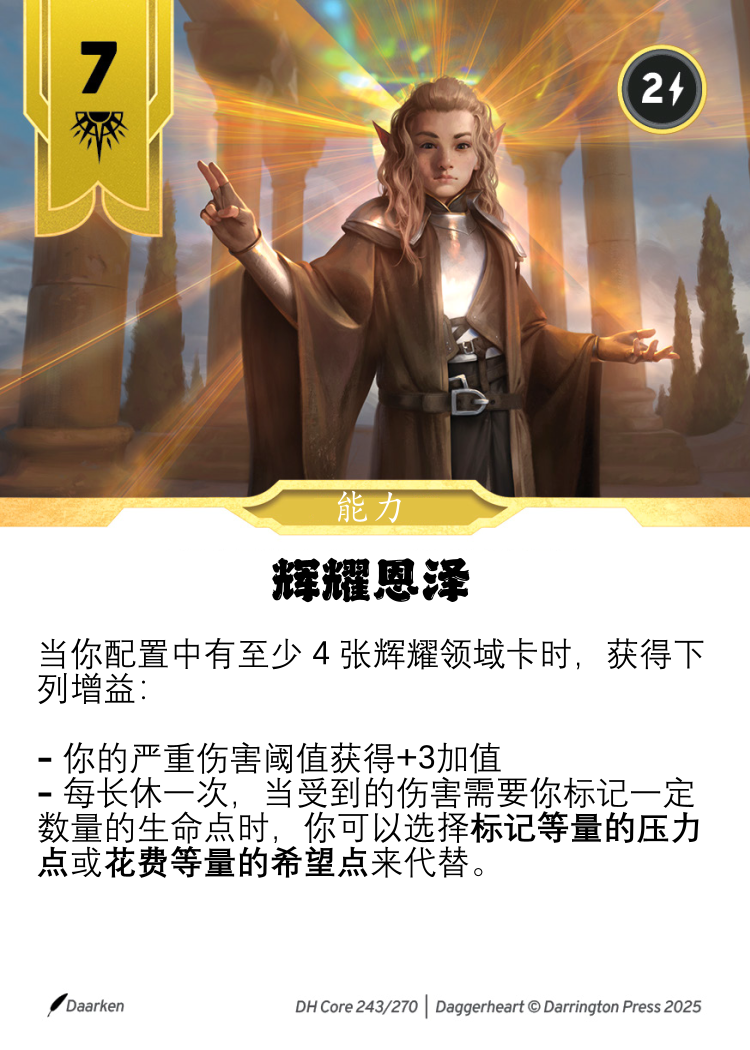 7
2
能力
辉耀恩泽
当你配置中有至少 4 张辉耀领域卡时，获得下
列增益：
- 你的严重伤害阈值获得+3加值
- 每长休一次，当受到的伤害需要你标记一定
数量的生命点时，你可以选择标记等量的压力
点或花费等量的希望点来代替。
Daarken
DH Core 243/270 | Daggerheart © Darrington Press 2025